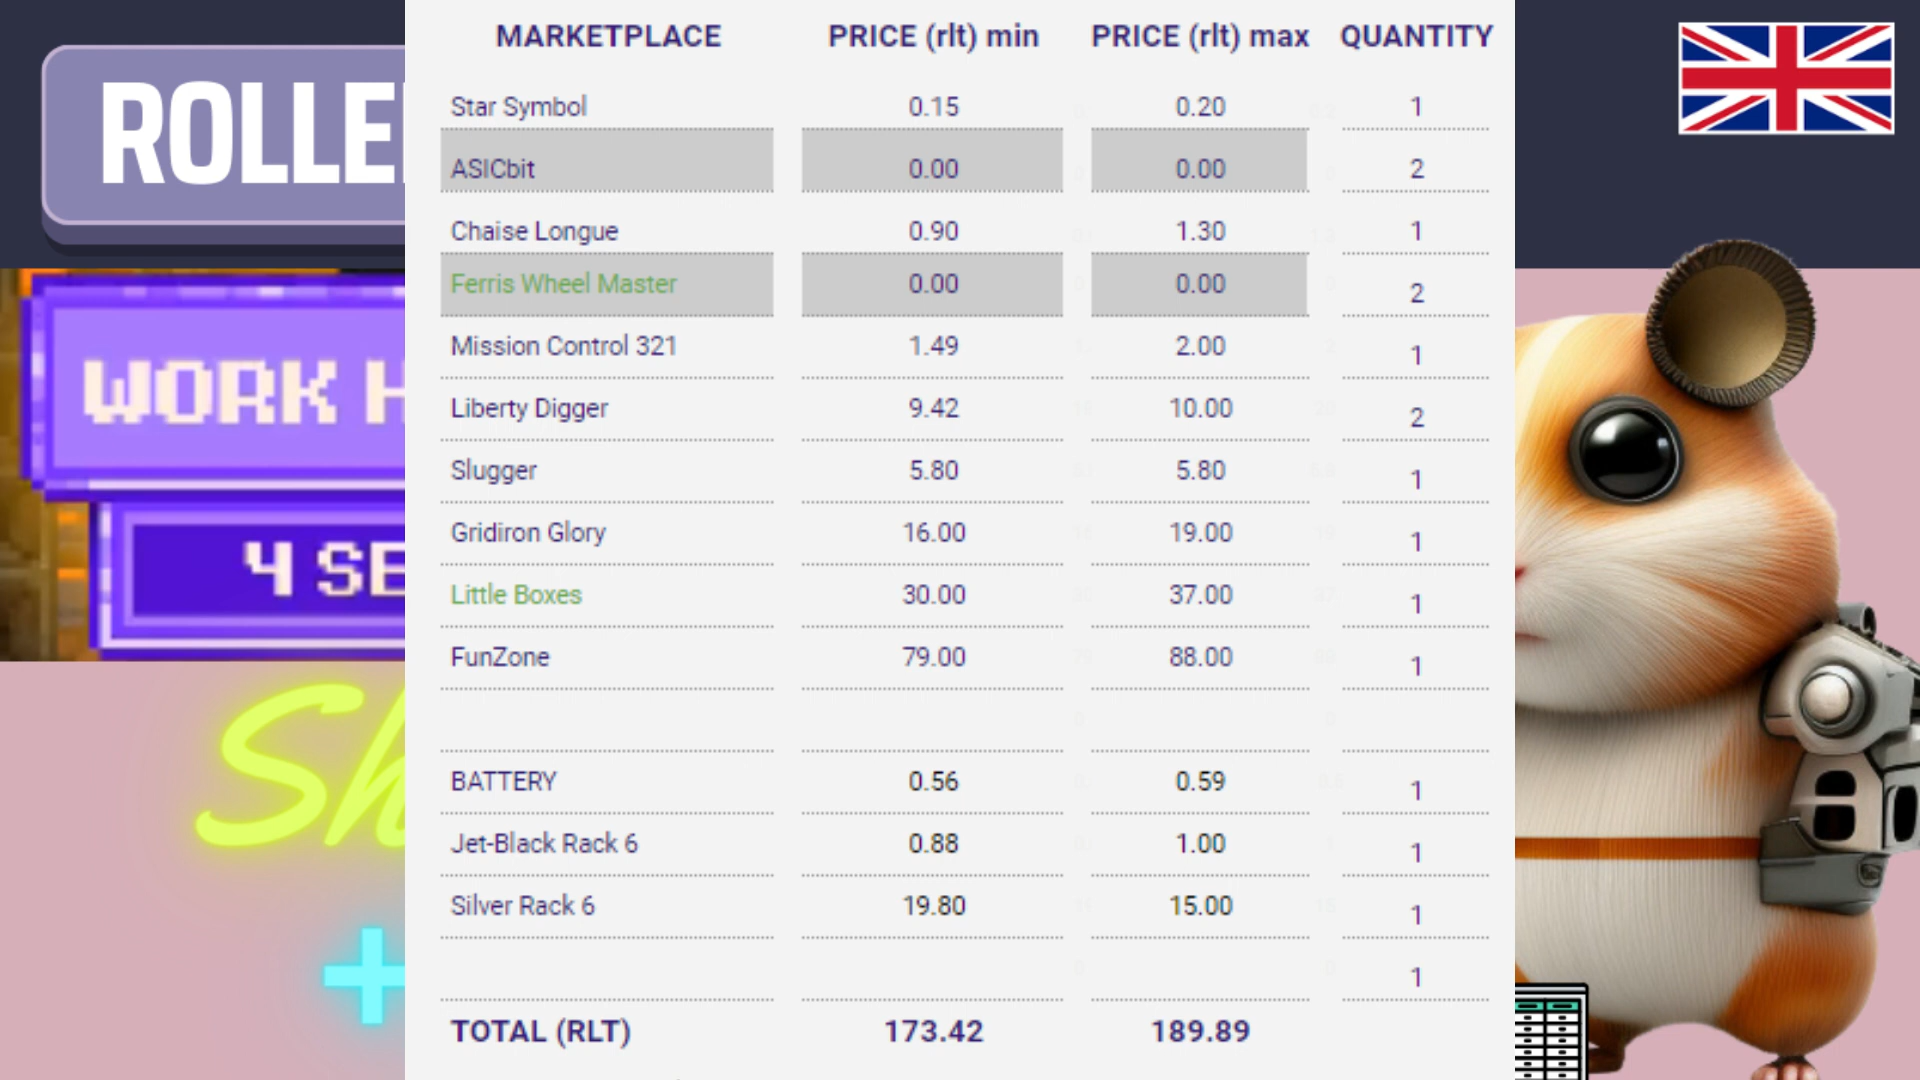 ROLLE
WORK H
4 SE
Sh
+
MARKETPLACE PRICE (rlt) min PRICE (rlt) max QUANTITY
Star Symbol 0.15 0.20 1
ASICbit 0.00 0.00 2
Chaise Longue 0.90 1.30 1
Ferris Wheel Master 0.00 0.00 2
Mission Control 321 1.49 2.00 1
Liberty Digger 9.42 10.00 2
Slugger 5.80 5.80 1
Gridiron Glory 16.00 19.00 1
Little Boxes 30.00 37.00 1
FunZone 79.00 88.00 1
BATTERY 0.56 0.59 1
Jet-Black Rack 6 0.88 1.00 1
Silver Rack 6 19.80 15.00 1
1
TOTAL (RLT) 173.42 189.89